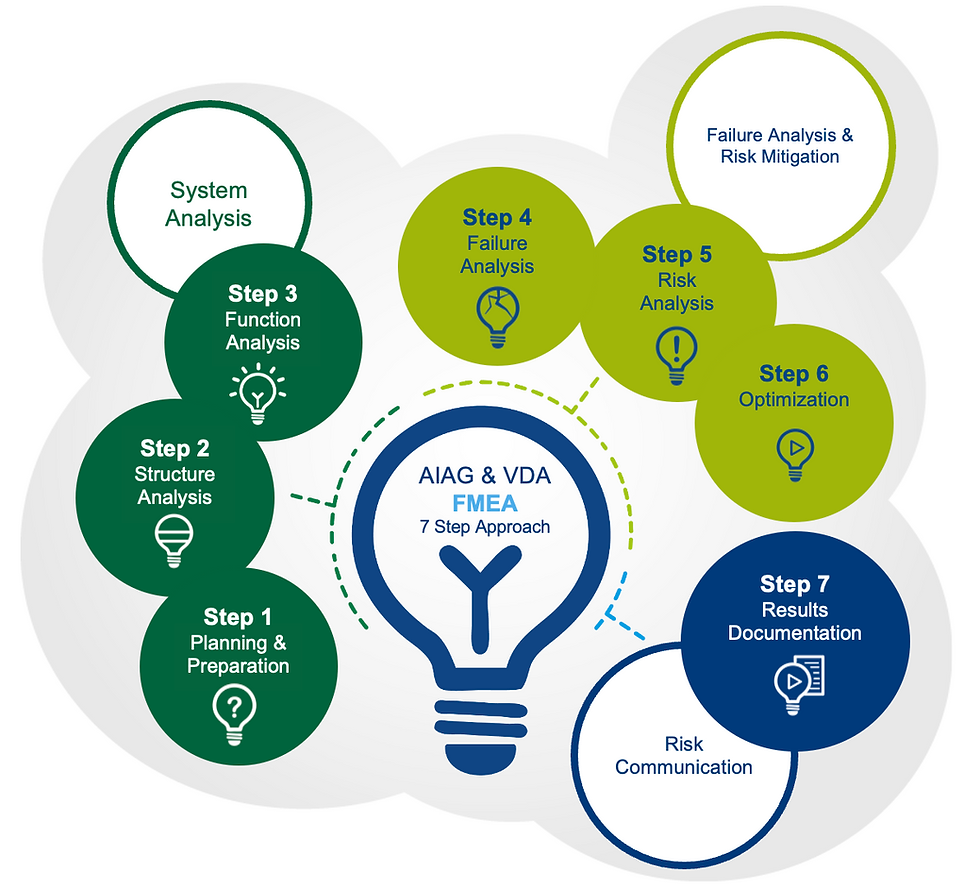 System
Analysis
Step 3
Function
Analysis
Step 2
Structure
Analysis
Step 1
Planning &
Preparation
?
Step 4
Failure
Analysis
Step 5
Risk
Analysis
!
Failure Analysis &
Risk Mitigation
Step 6
Optimization
AIAG & VDA
FMEA
7 Step Approach
Step 7
Results
Documentation
Risk
Communication